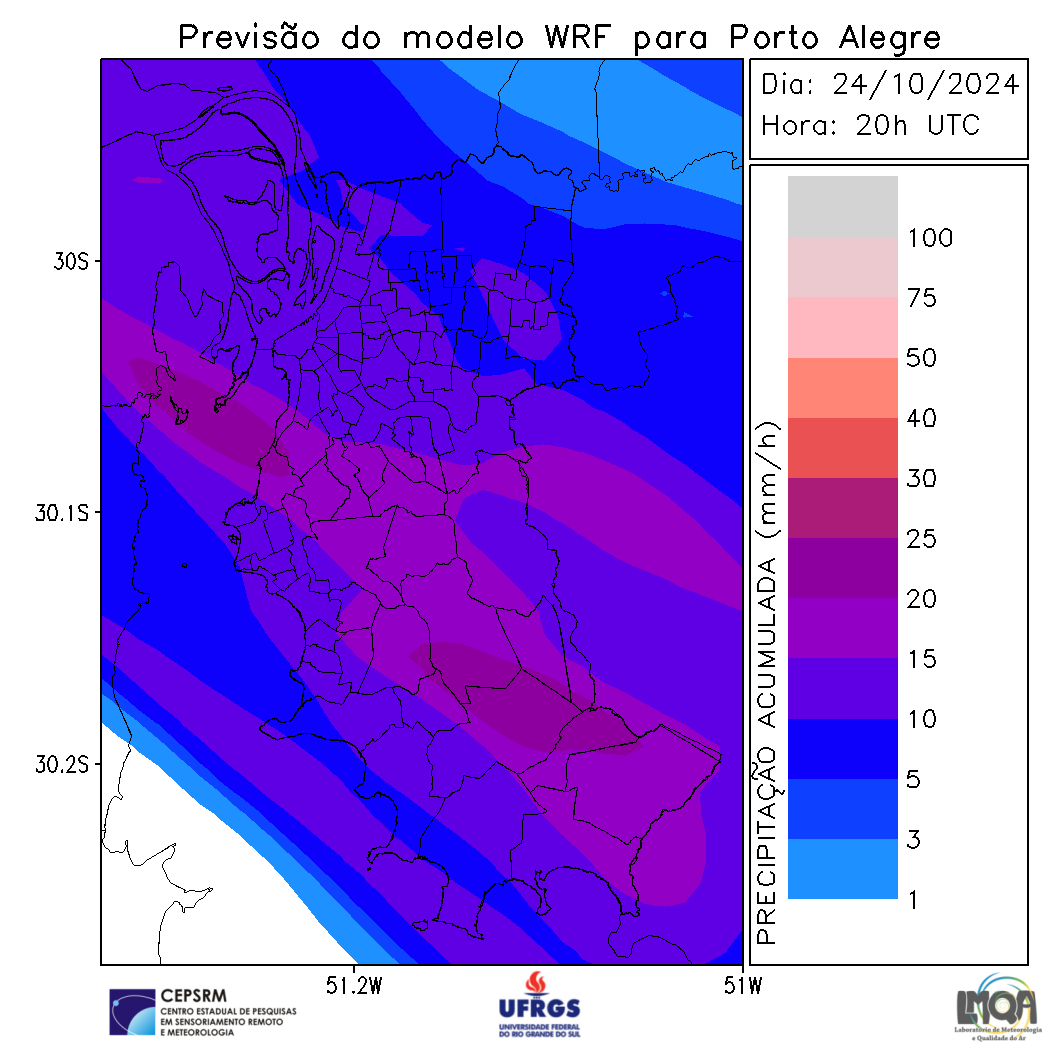 Previsão do modelo WRF para Porto Alegre
Dia: 24/10/2024
Hora: 20h UTC
30S
30.1S
30.2S
51.2W
51W
PRECIPITAÇÃO ACUMULADA (mm/h)
100
75
50
40
30
25
20
15
10
5
3
1
CEPSRM
CENTRO ESTADUAL DE PESQUISAS
EM SENSORIAMENTO REMOTO
E METEOROLOGIA
UFRGS
UNIVERSIDADE FEDERAL
DO RIO GRANDE DO SUL
LMQA
Laboratório de Meteorologia
e Qualidade do Ar